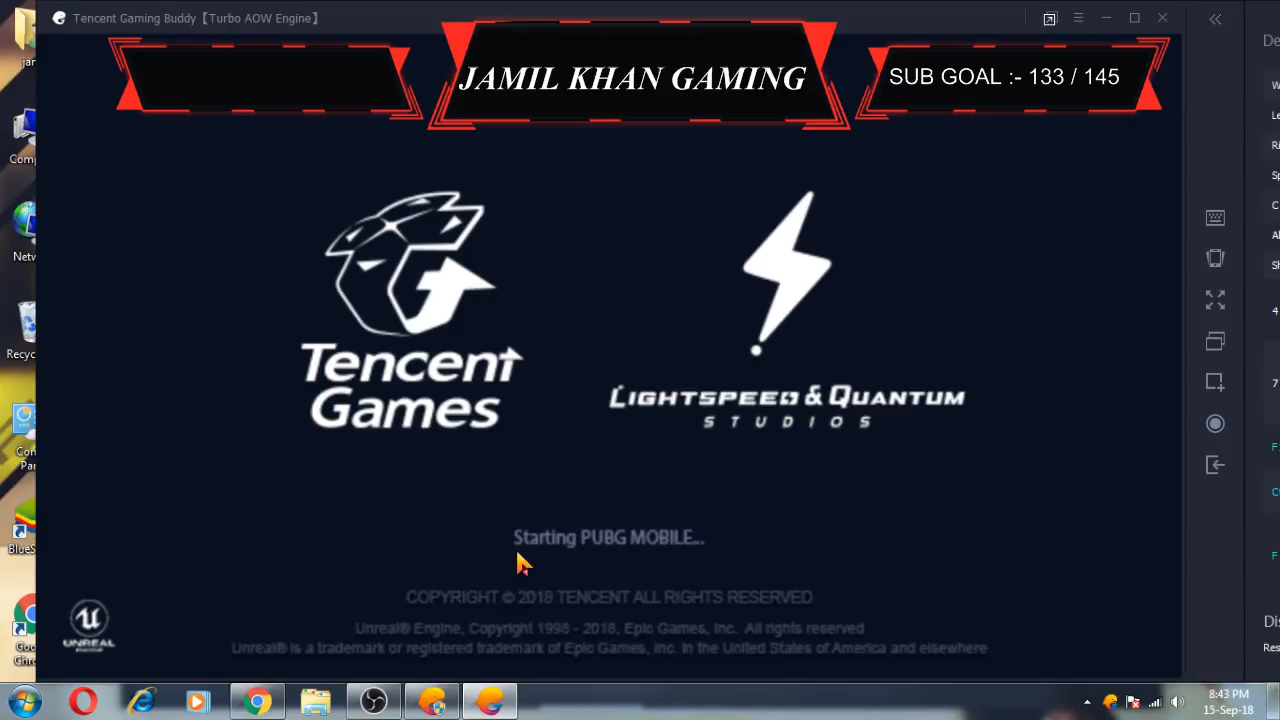 Tencent Gaming Buddy【Turbo AOW Engine】
JAMIL KHAN GAMING
SUB GOAL :- 133 / 145
Tencent
Games
LIGHTSPEED & QUANTUM
STUDIOS
Starting PUBG MOBILE...
COPYRIGHT © 2018 TENCENT ALL RIGHTS RESERVED
Unreal® Engine, Copyright 1998 - 2018, Epic Games, Inc. All rights reserved
Unreal® is a trademark or registered trademark of Epic Games, Inc. In the United States of America and elsewhere
UNREAL
8:43 PM
15-Sep-18